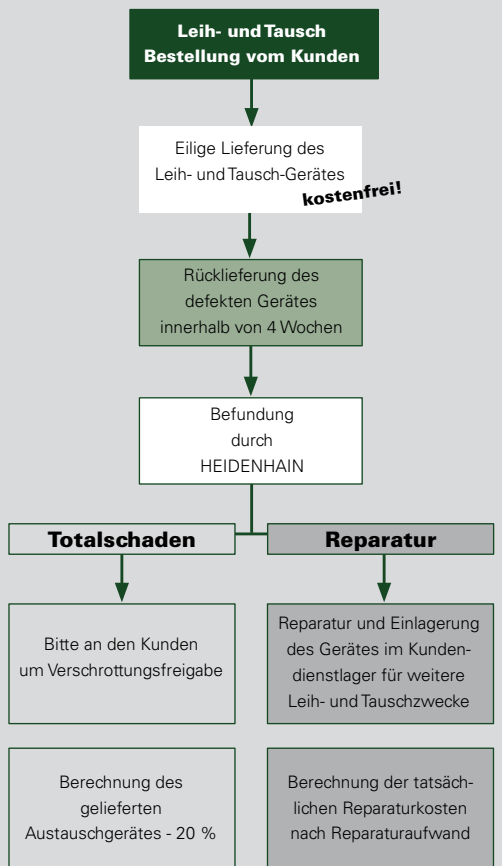 Leih- und Tausch
Bestellung vom Kunden
Eilige Lieferung des
Leih- und Tausch-Gerätes
kostenfrei!
Rücklieferung des
defekten Gerätes
innerhalb von 4 Wochen
Befundung
durch
HEIDENHAIN
Totalschaden
Bitte an den Kunden
um Verschrottungsfreigabe
Berechnung des
gelieferten
Austauschgerätes - 20 %
Reparatur
Reparatur und Einlagerung
des Gerätes im Kunden-
dienstlager für weitere
Leih- und Tauschzwecke
Berechnung der tatsäch-
lichen Reparaturkosten
nach Reparaturaufwand